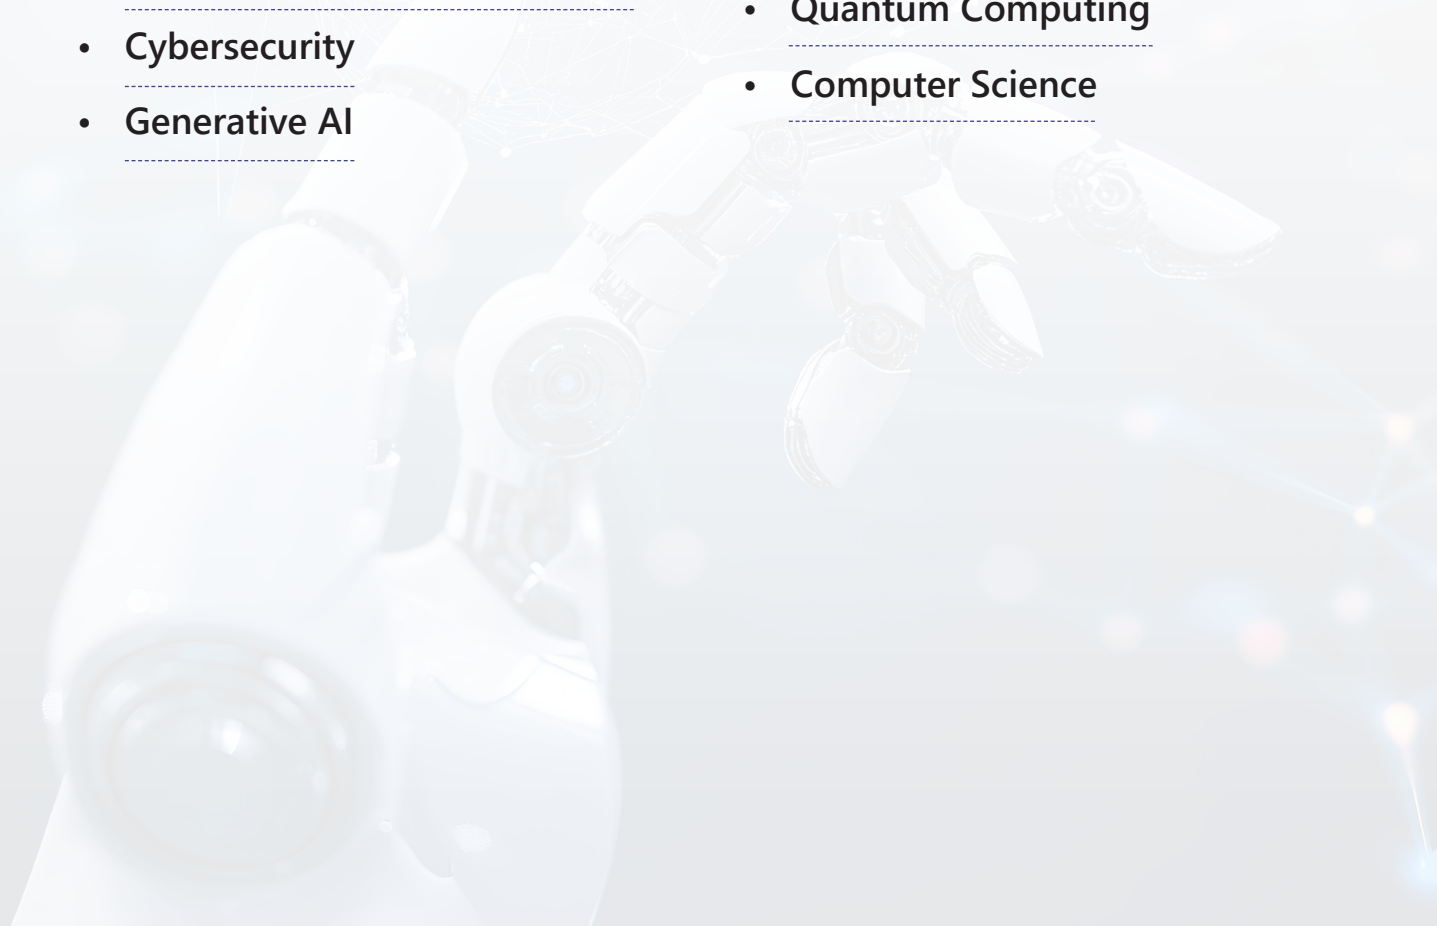 • Cybersecurity
• Generative AI
• Quantum Computing
• Computer Science